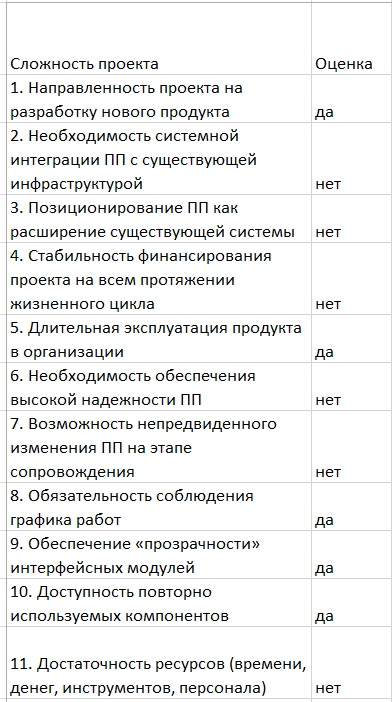 Сложность проекта Оценка
1. Направленность проекта на
разработку нового продукта да
2. Необходимость системной
интеграции ПП с существующей
инфраструктурой нет
3. Позиционирование ПП как
расширение существующей системы нет
4. Стабильность финансирования
проекта на всем протяжении
жизненного цикла нет
5. Длительная эксплуатация продукта
в организации да
6. Необходимость обеспечения
высокой надежности ПП нет
7. Возможность непредвиденного
изменения ПП на этапе
сопровождения нет
8. Обязательность соблюдения
графика работ да
9. Обеспечение «прозрачности»
интерфейсных модулей да
10. Доступность повторно
используемых компонентов да
11. Достаточность ресурсов (времени,
денег, инструментов, персонала) нет